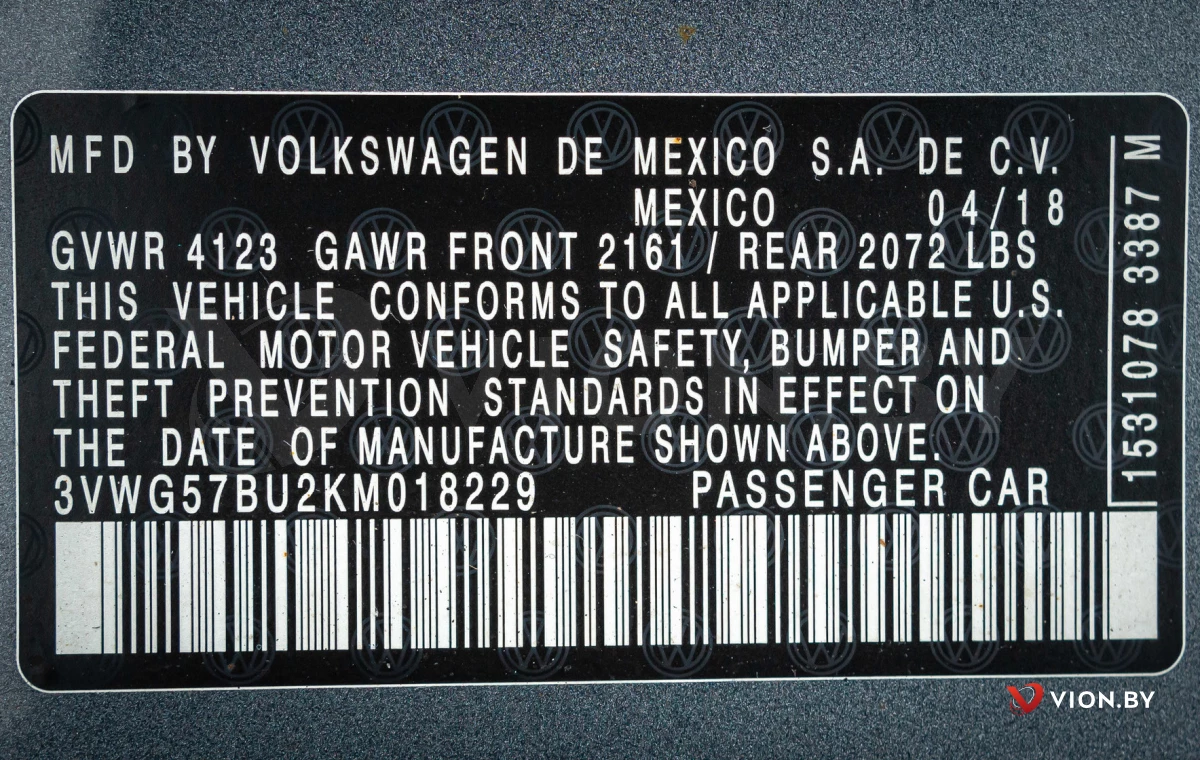 MFD BY VOLKSWAGEN DE MEXICO S.A. DE C.V.
MEXICO 04/18
GVWR 4123 GAWR FRONT 2161 / REAR 2072 LBS
THIS VEHICLE CONFORMS TO ALL APPLICABLE U.S.
FEDERAL MOTOR VEHICLE SAFETY, BUMPER AND
THEFT PREVENTION STANDARDS IN EFFECT ON
THE DATE OF MANUFACTURE SHOWN ABOVE.
3VWG57BU2KM018229 PASSENGER CAR
1531078 3387 M
VION.BY
VION.BY